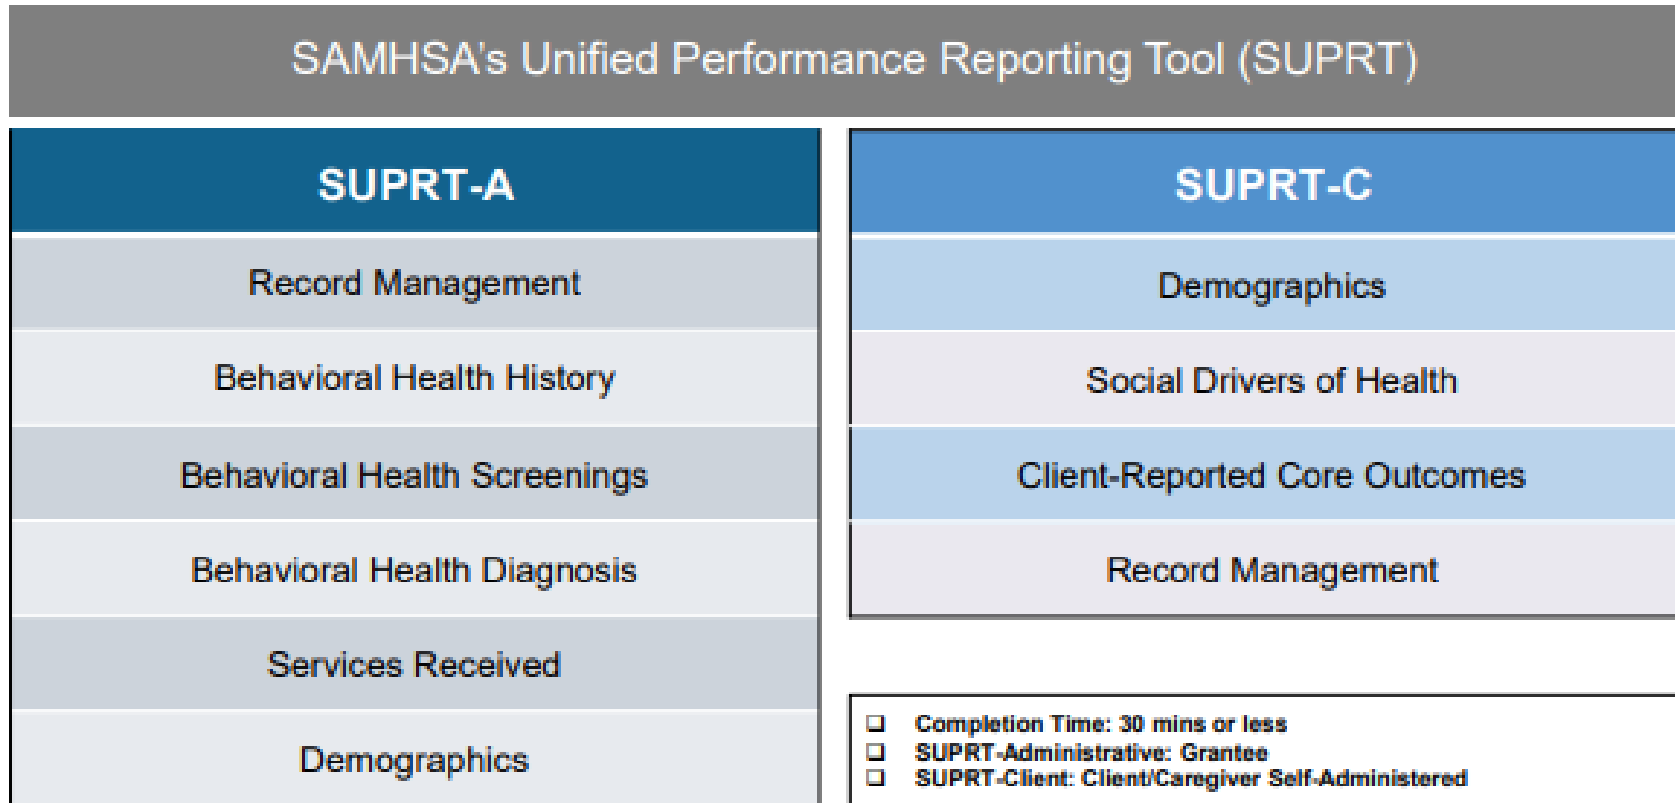 SAMHSA's Unified Performance Reporting Tool (SUPRT)
SUPRT-A
Record Management
Behavioral Health History
Behavioral Health Screenings
Behavioral Health Diagnosis
Services Received
Demographics
SUPRT-C
Demographics
Social Drivers of Health
Client-Reported Core Outcomes
Record Management
Completion Time: 30 mins or less
SUPRT-Administrative: Grantee
SUPRT-Client: Client/Caregiver Self-Administered